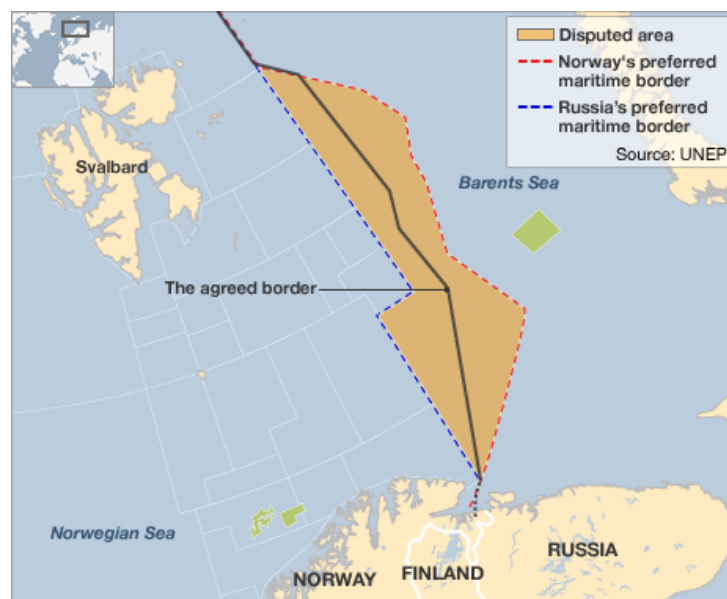 Disputed area
Norway's preferred
maritime border
Russia's preferred
maritime border
Source: UNEP
Svalbard
Barents Sea
The agreed border
Norwegian Sea
NORWAY
FINLAND
RUSSIA